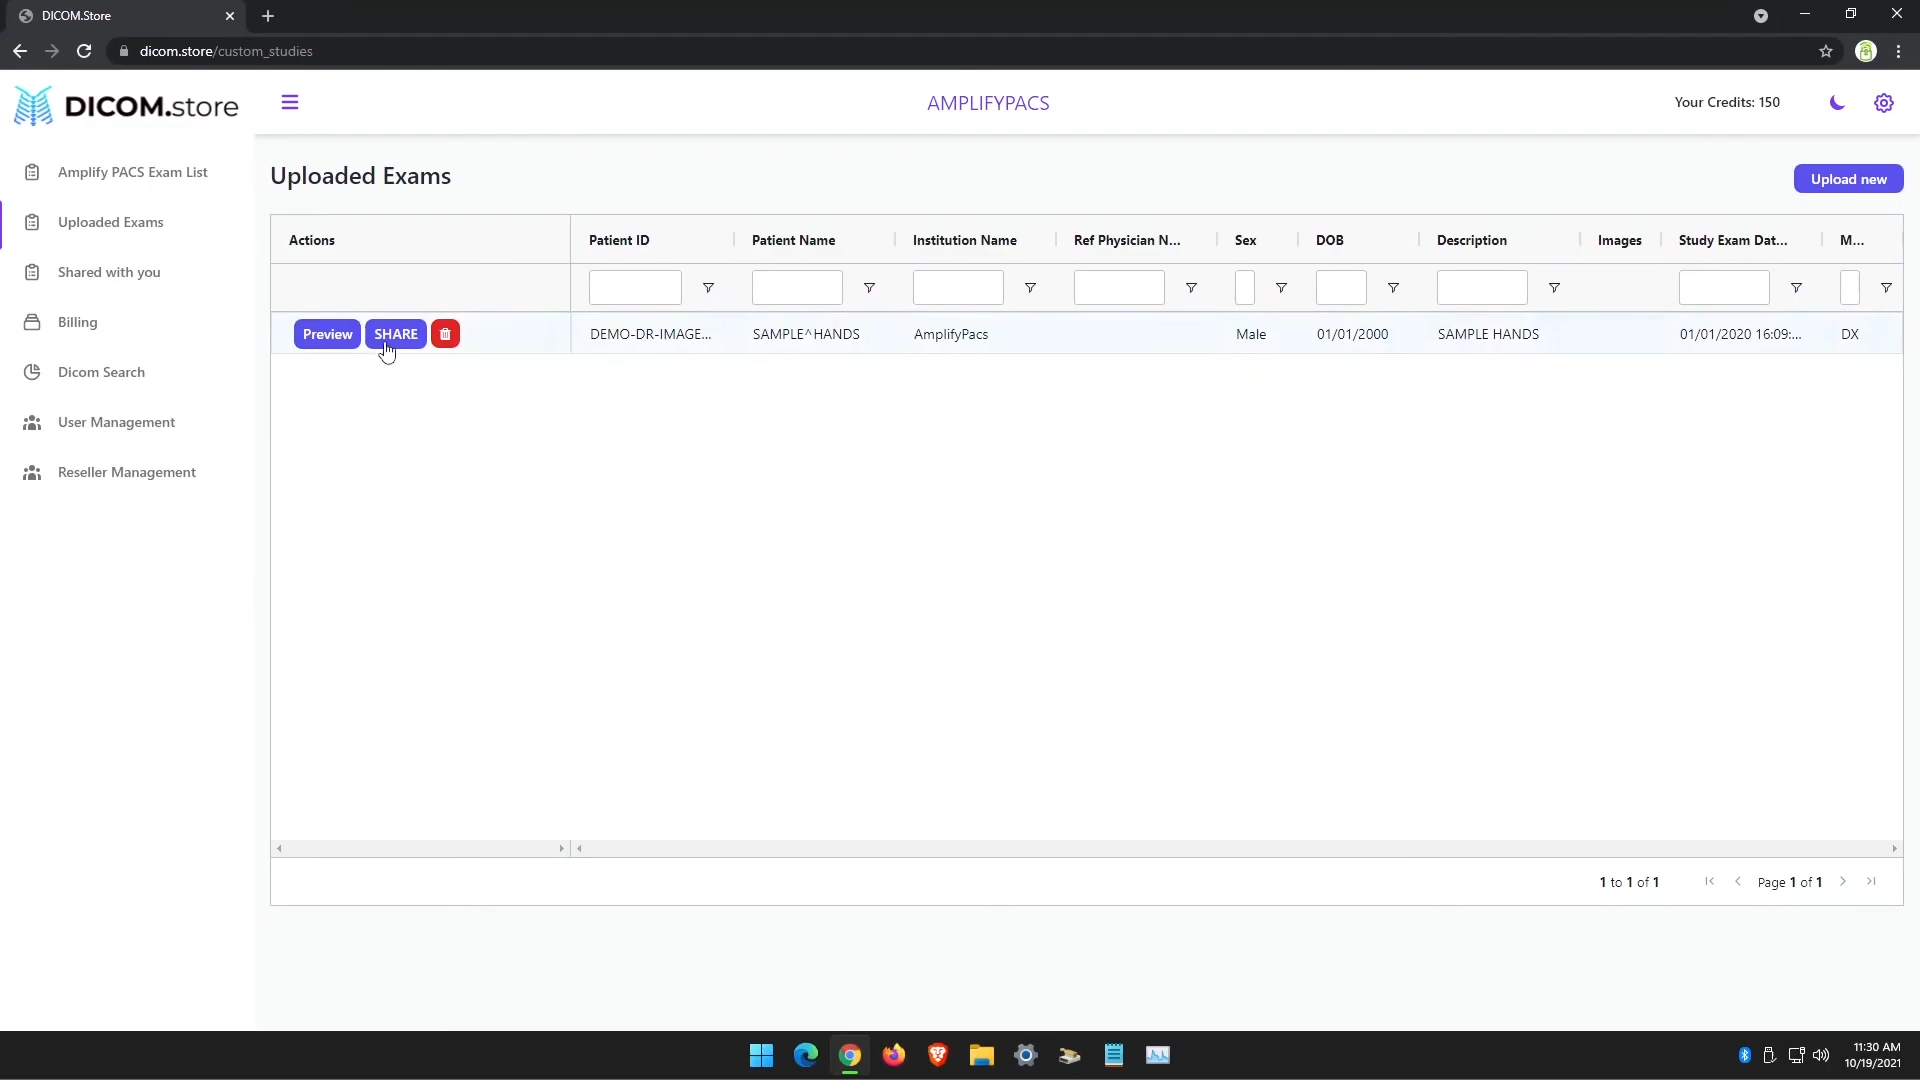 DICOM.Store
dicom.store/custom_studies
DICOM.store
AMPLIFYPACS
Your Credits: 150
Amplify PACS Exam List
Uploaded Exams
Shared with you
Billing
Dicom Search
User Management
Reseller Management
Uploaded Exams
Upload new
Actions Patient ID Patient Name Institution Name Ref Physician N... Sex DOB Description Images Study Exam Dat... M...
Preview SHARE DEMO-DR-IMAGE... SAMPLE^HANDS AmplifyPacs Male 01/01/2000 SAMPLE HANDS 01/01/2020 16:09:... DX
1 to 1 of 1 Page 1 of 1
11:30 AM
10/19/2021